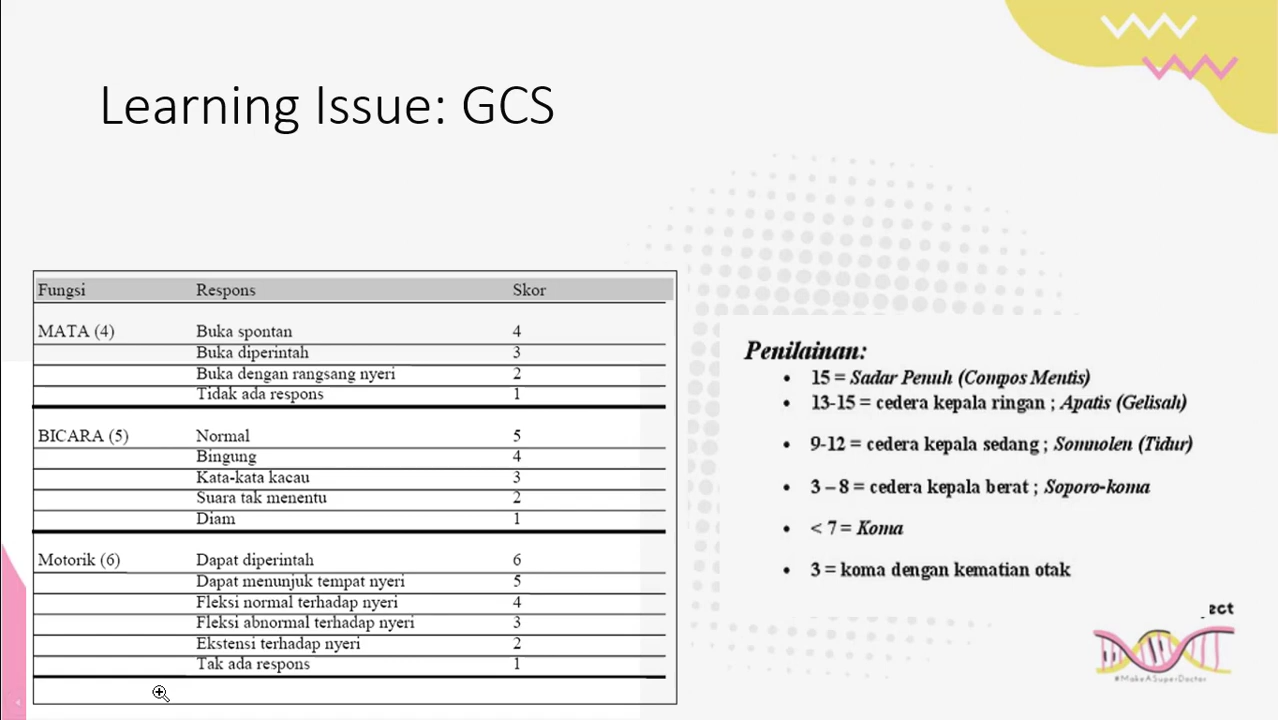 Learning Issue: GCS
Fungsi Respons Skor
MATA (4) Buka spontan 4
Buka diperintah 3
Buka dengan rangsang nyeri 2
Tidak ada respons 1
BICARA (5) Normal 5
Bingung 4
Kata-kata kacau 3
Suara tak menentu 2
Diam 1
Motorik (6) Dapat diperintah 6
Dapat menunjuk tempat nyeri 5
Fleksi normal terhadap nyeri 4
Fleksi abnormal terhadap nyeri 3
Ekstensi terhadap nyeri 2
Tak ada respons 1
Penilainan:
• 15 = Sadar Penuh (Compos Mentis)
• 13-15 = cedera kepala ringan ; Apatis (Gelisah)
• 9-12 = cedera kepala sedang ; Somnolen (Tidur)
• 3 – 8 = cedera kepala berat ; Soporo-koma
• < 7 = Koma
• 3 = koma dengan kematian otak
ect
#MakeASuperDoctor